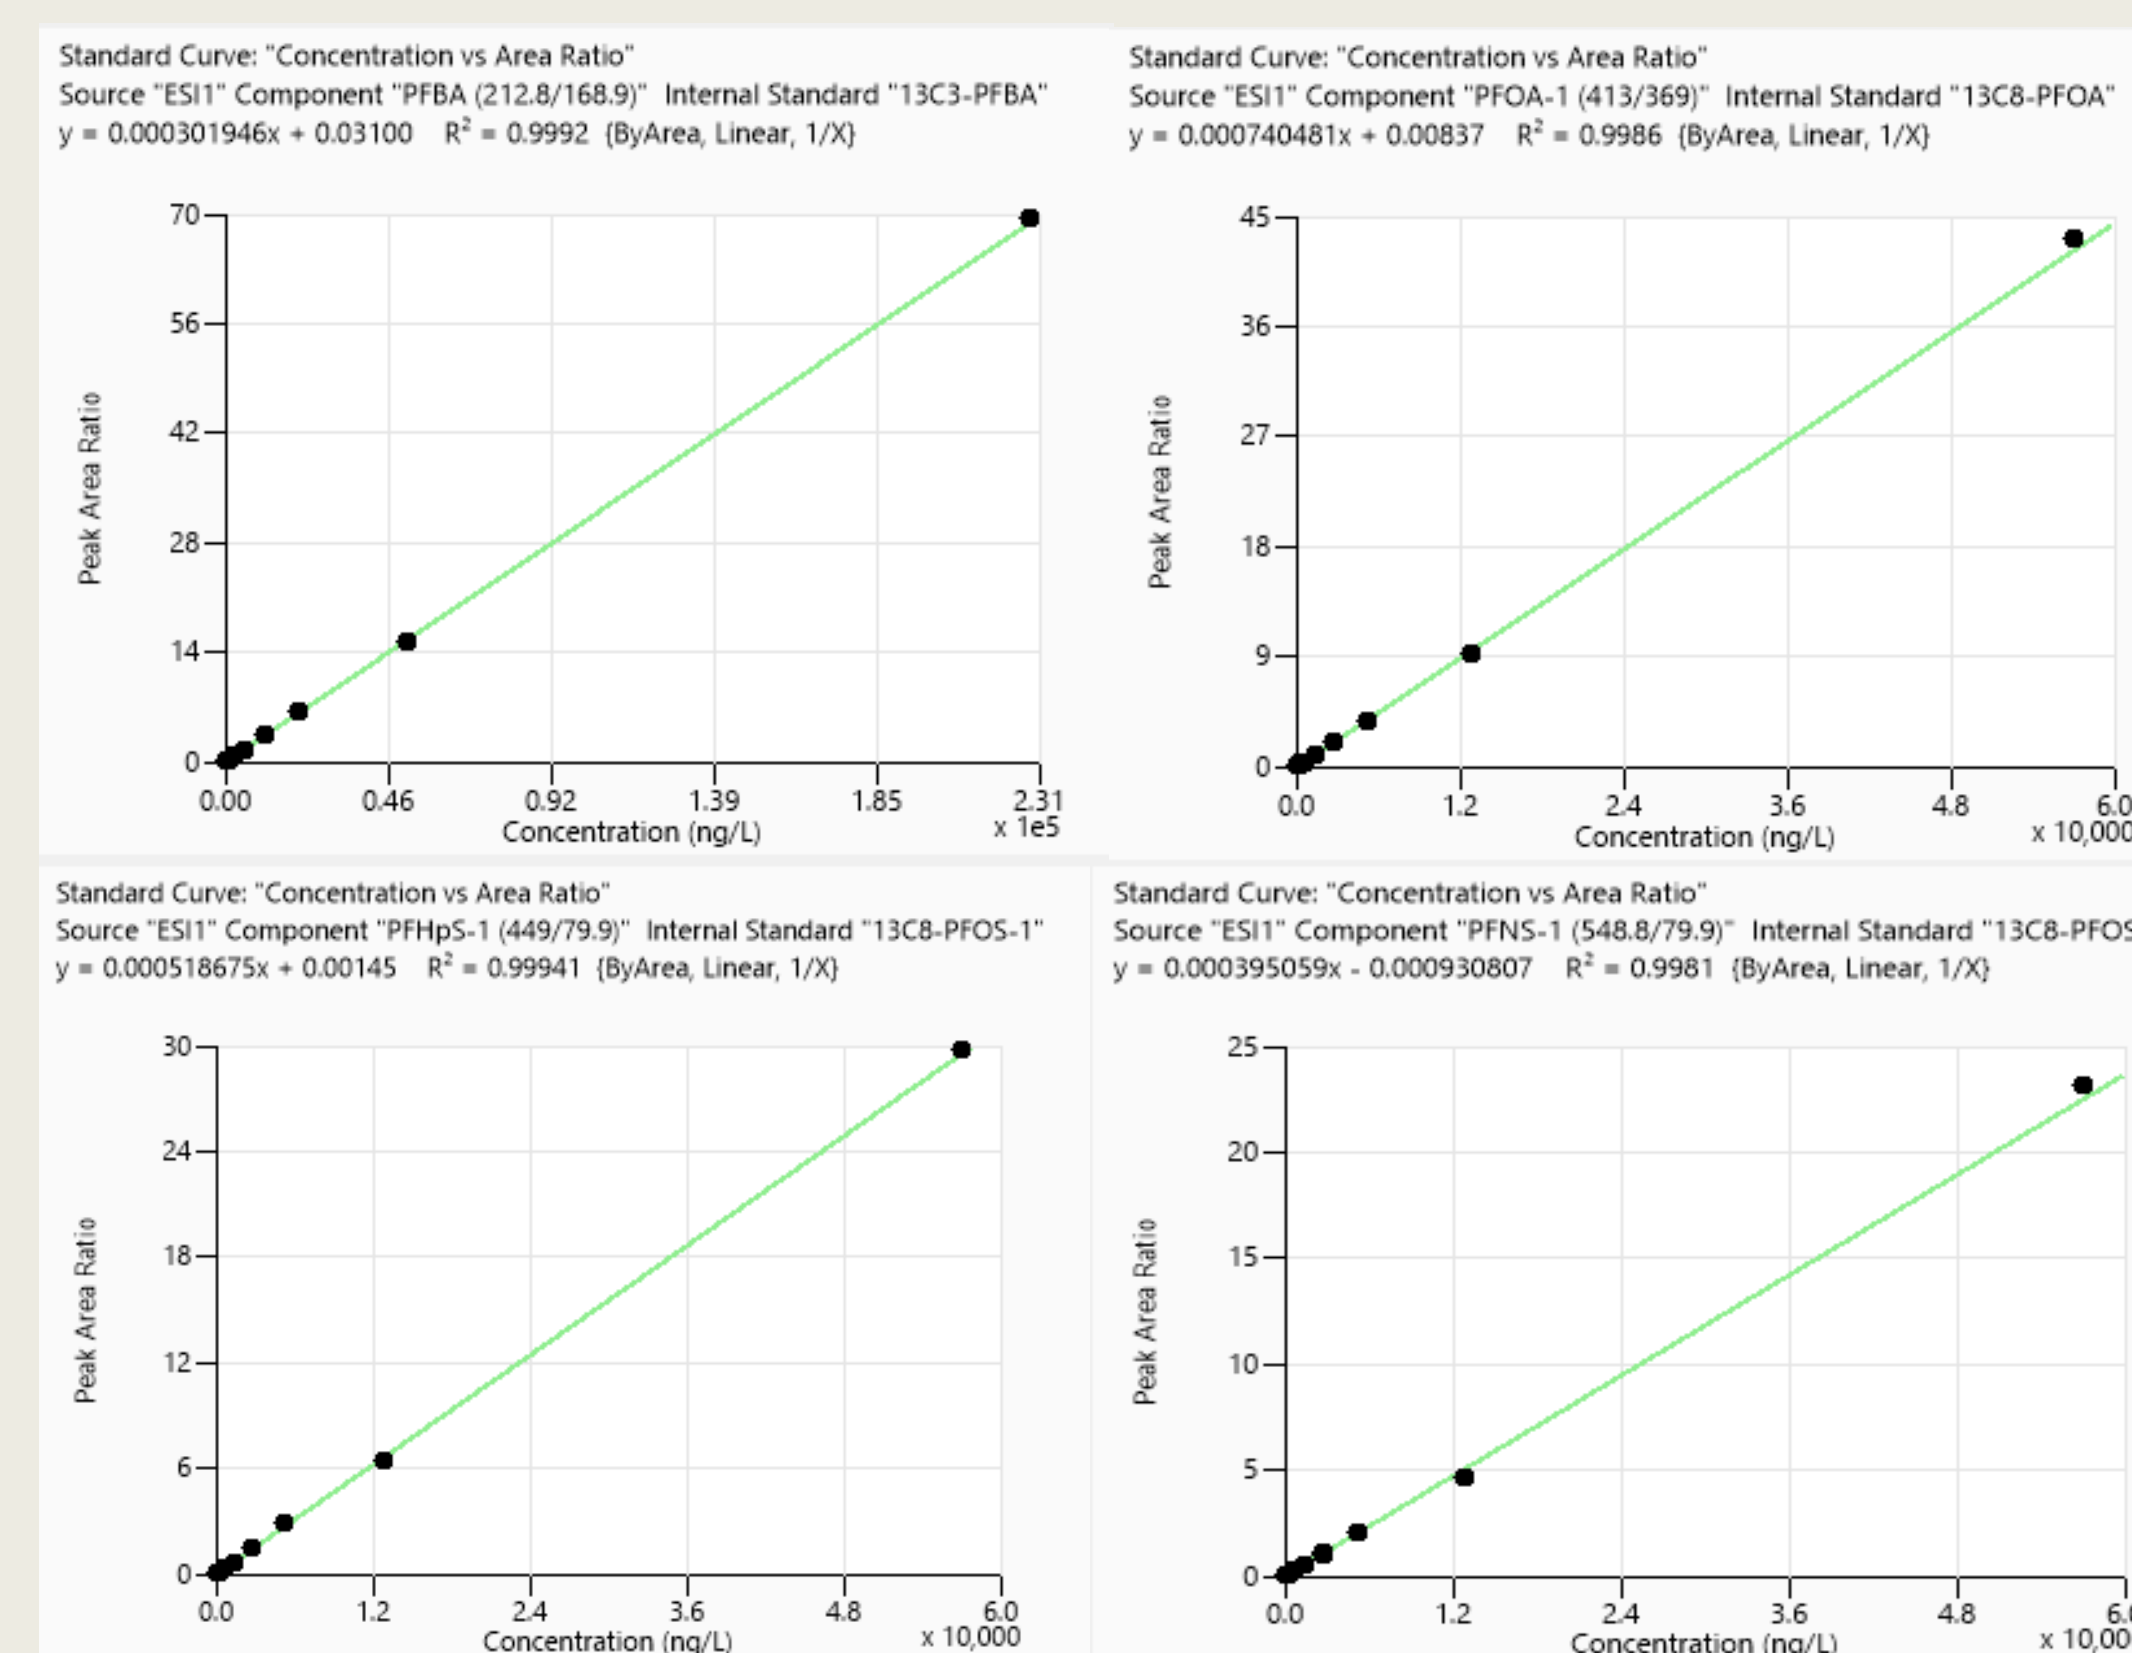 Standard Curve: "Concentration vs Area Ratio"
Source "ESI1" Component "PFBA (212.8/168.9)" Internal Standard "13C3-PFBA"
y = 0.000301946x + 0.03100 R² = 0.9992 {ByArea, Linear, 1/X}
70
56
42
28
14
0
Peak Area Ratio
0.00 0.46 0.92 1.39 1.85 2.31
Concentration (ng/L)
x 1e5
Standard Curve: "Concentration vs Area Ratio"
Source "ESI1" Component "PFOA-1 (413/369)" Internal Standard "13C8-PFOA"
y = 0.000740481x + 0.00837 R² = 0.9986 {ByArea, Linear, 1/X}
45
36
27
18
9
0
Peak Area Ratio
0.0 1.2 2.4 3.6 4.8 6.0
Concentration (ng/L)
x 10,000
Standard Curve: "Concentration vs Area Ratio"
Source "ESI1" Component "PFHpS-1 (449/79.9)" Internal Standard "13C8-PFOS-1"
y = 0.000518675x + 0.00145 R² = 0.99941 {ByArea, Linear, 1/X}
30
24
18
12
6
0
Peak Area Ratio
0.0 1.2 2.4 3.6 4.8 6.0
Concentration (ng/L)
x 10,000
Standard Curve: "Concentration vs Area Ratio"
Source "ESI1" Component "PFNS-1 (548.8/79.9)" Internal Standard "13C8-PFOS
y = 0.000395059x - 0.000930807 R² = 0.9981 {ByArea, Linear, 1/X}
25
20
15
10
5
0
Peak Area Ratio
0.0 1.2 2.4 3.6 4.8 6.0
Concentration (ng/L)
x 10,00